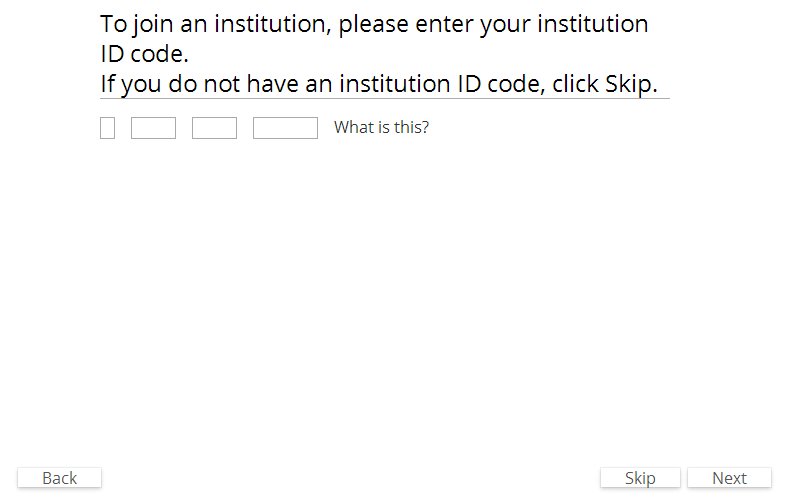 To join an institution, please enter your institution
ID code.
If you do not have an institution ID code, click Skip.
What is this?
Back
Skip
Next